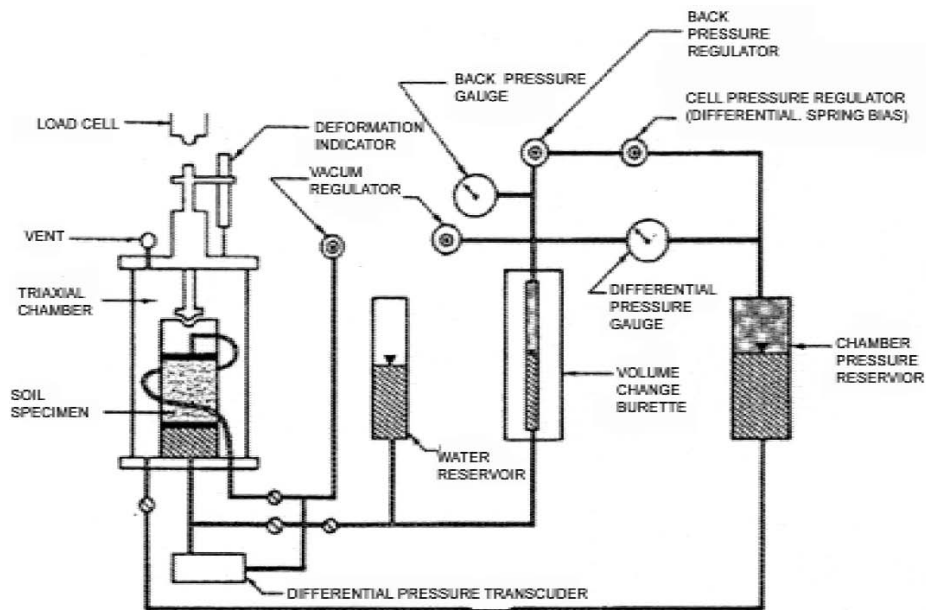 BACK
PRESSURE
REGULATOR
BACK PRESSURE
GAUGE
CELL PRESSURE REGULATOR
(DIFFERENTIAL. SPRING BIAS)
LOAD CELL
DEFORMATION
INDICATOR
VACUM
REGULATOR
VENT
TRIAXIAL
CHAMBER
DIFFERENTIAL
PRESSURE
GAUGE
CHAMBER
PRESSURE
RESERVIOR
VOLUME
CHANGE
BURETTE
SOIL
SPECIMEN
WATER
RESERVOIR
DIFFERENTIAL PRESSURE TRANSCUDER